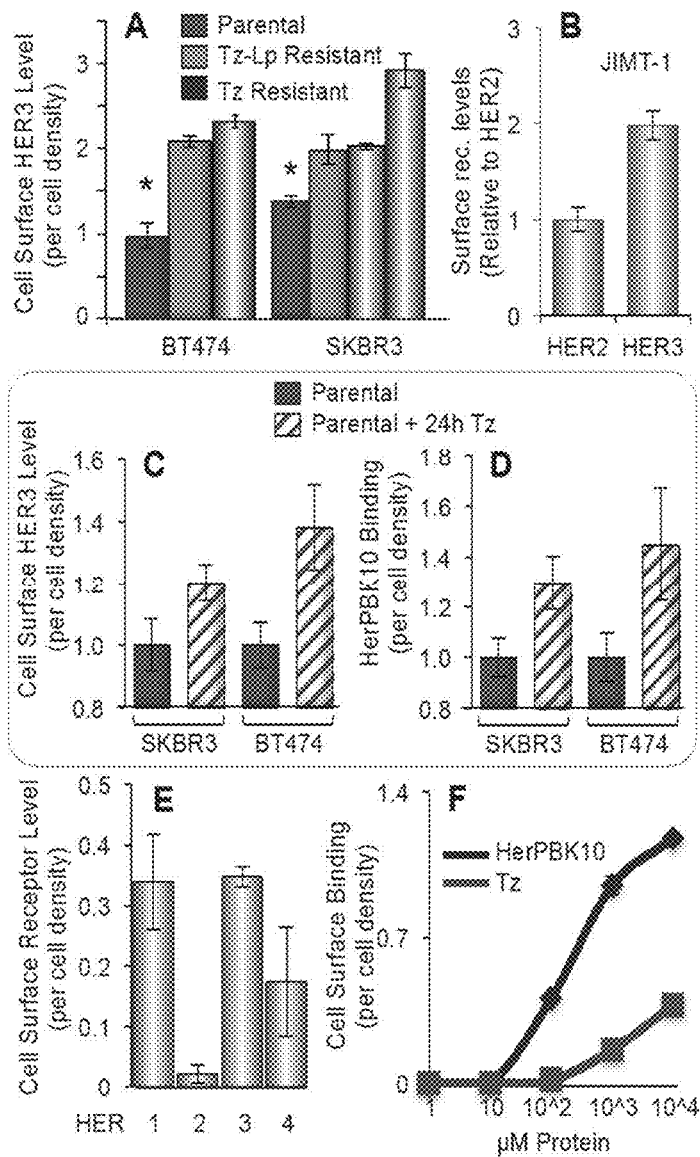 A
Parental
Tz-Lp Resistant
Tz Resistant
Cell Surface HER3 Level
(per cell density)
3
2
1
0
*
*
BT474
SKBR3
B
JIMT-1
Surface rec. levels
(Relative to HER2)
3
2
1
0
HER2
HER3
Parental
Parental + 24h Tz
C
Cell Surface HER3 Level
(per cell density)
1.6
1.4
1.2
1.0
0.8
SKBR3
BT474
D
HerPBK10 Binding
(per cell density)
1.8
1.6
1.4
1.2
1.0
0.8
SKBR3
BT474
E
Cell Surface Receptor Level
(per cell density)
0.5
0.4
0.3
0.2
0.1
0
HER 1 2 3 4
F
HerPBK10
Tz
Cell Surface Binding
(per cell density)
1.4
0.7
0
1 10 10^2 10^3 10^4
µM Protein